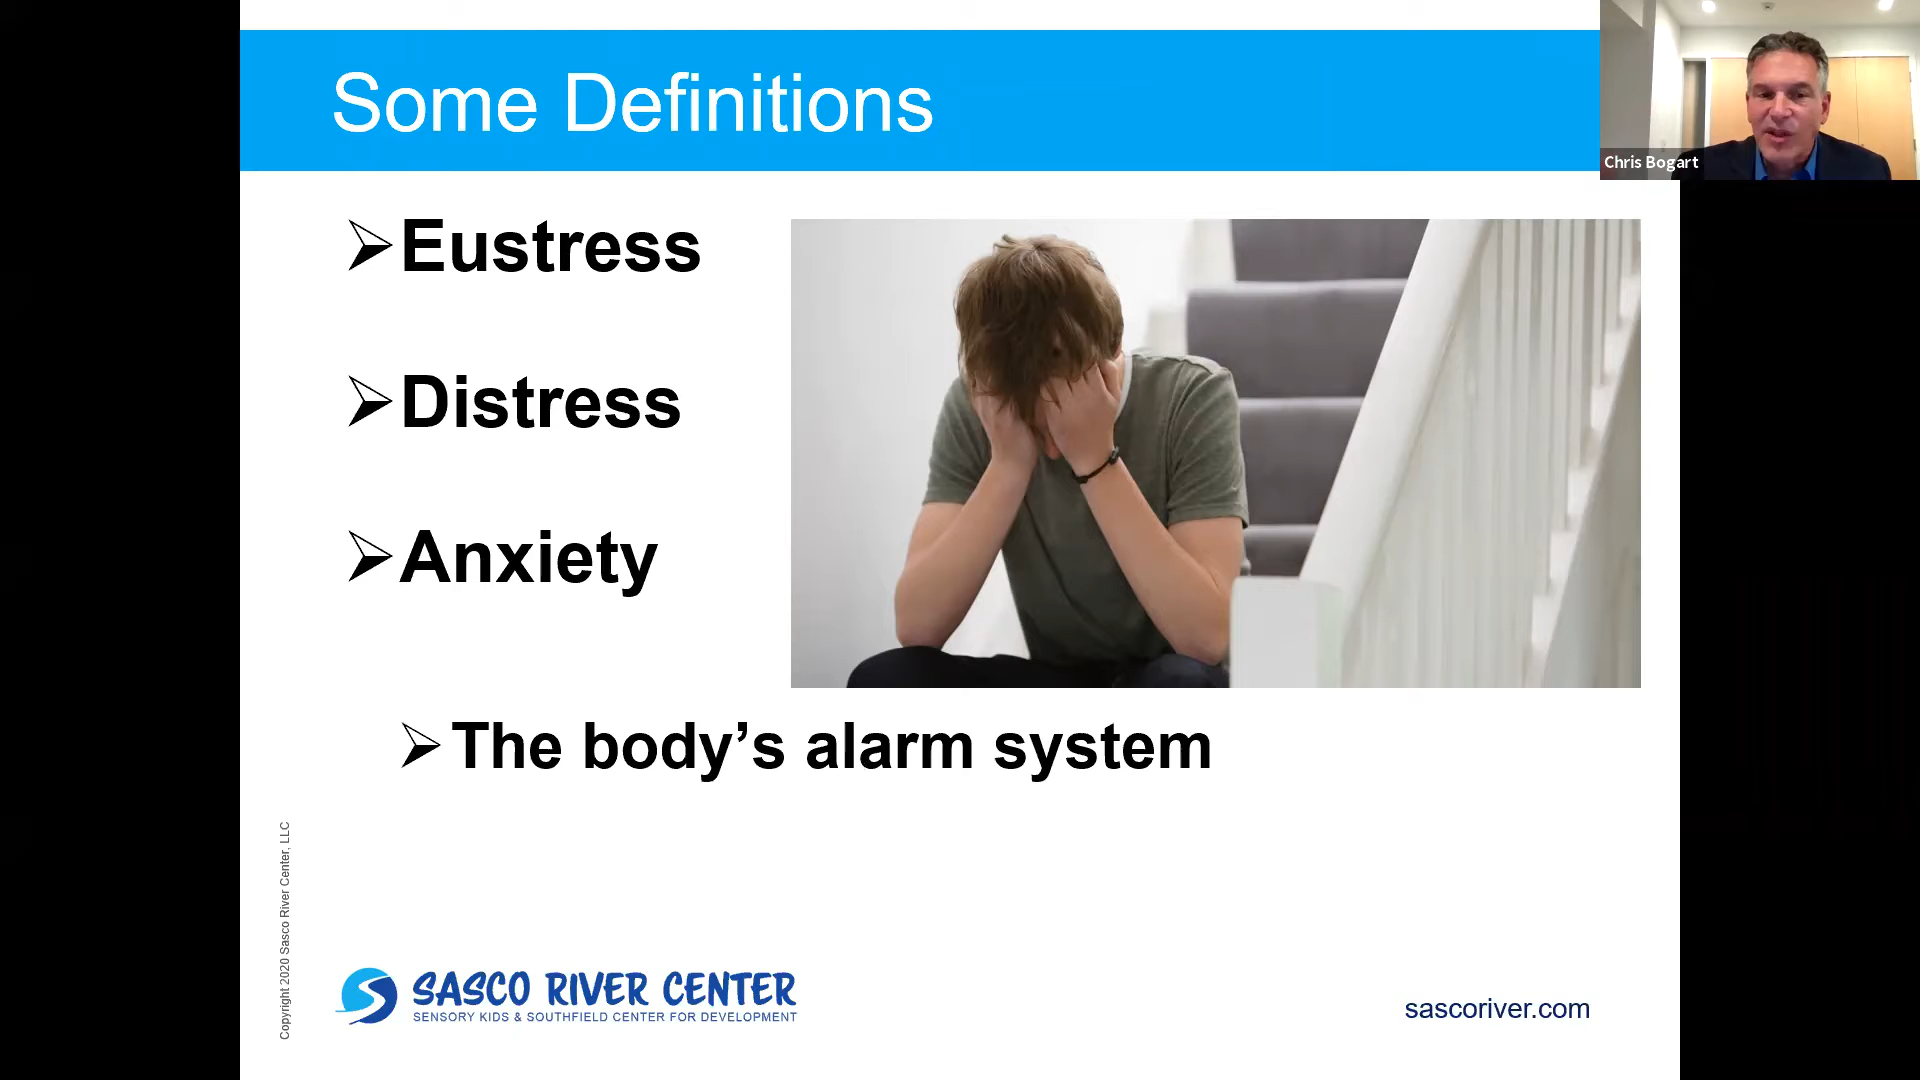 Some Definitions
Chris Bogart
Eustress
Distress
Anxiety
The body’s alarm system
Copyright 2020 Sasco River Center, LLC
SASCO RIVER CENTER
SENSORY KIDS & SOUTHFIELD CENTER FOR DEVELOPMENT
sascoriver.com